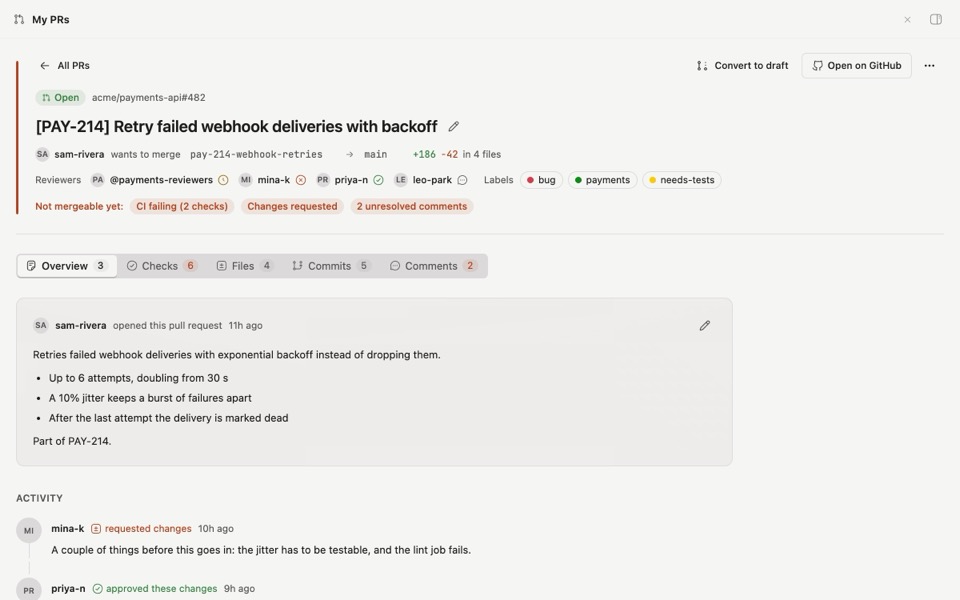 My PRs
All PRs
Convert to draft
Open on GitHub
Open acme/payments-api#482
[PAY-214] Retry failed webhook deliveries with backoff
SA sam-rivera wants to merge pay-214-webhook-retries → main +186 -42 in 4 files
Reviewers PA @payments-reviewers MI mina-k PR priya-n LE leo-park Labels bug payments needs-tests
Not mergeable yet: CI failing (2 checks) Changes requested 2 unresolved comments
Overview 3 Checks 6 Files 4 Commits 5 Comments 2
SA sam-rivera opened this pull request 11h ago
Retries failed webhook deliveries with exponential backoff instead of dropping them.
• Up to 6 attempts, doubling from 30 s
• A 10% jitter keeps a burst of failures apart
• After the last attempt the delivery is marked dead
Part of PAY-214.
ACTIVITY
MI mina-k requested changes 10h ago
A couple of things before this goes in: the jitter has to be testable, and the lint job fails.
PR priya-n approved these changes 9h ago